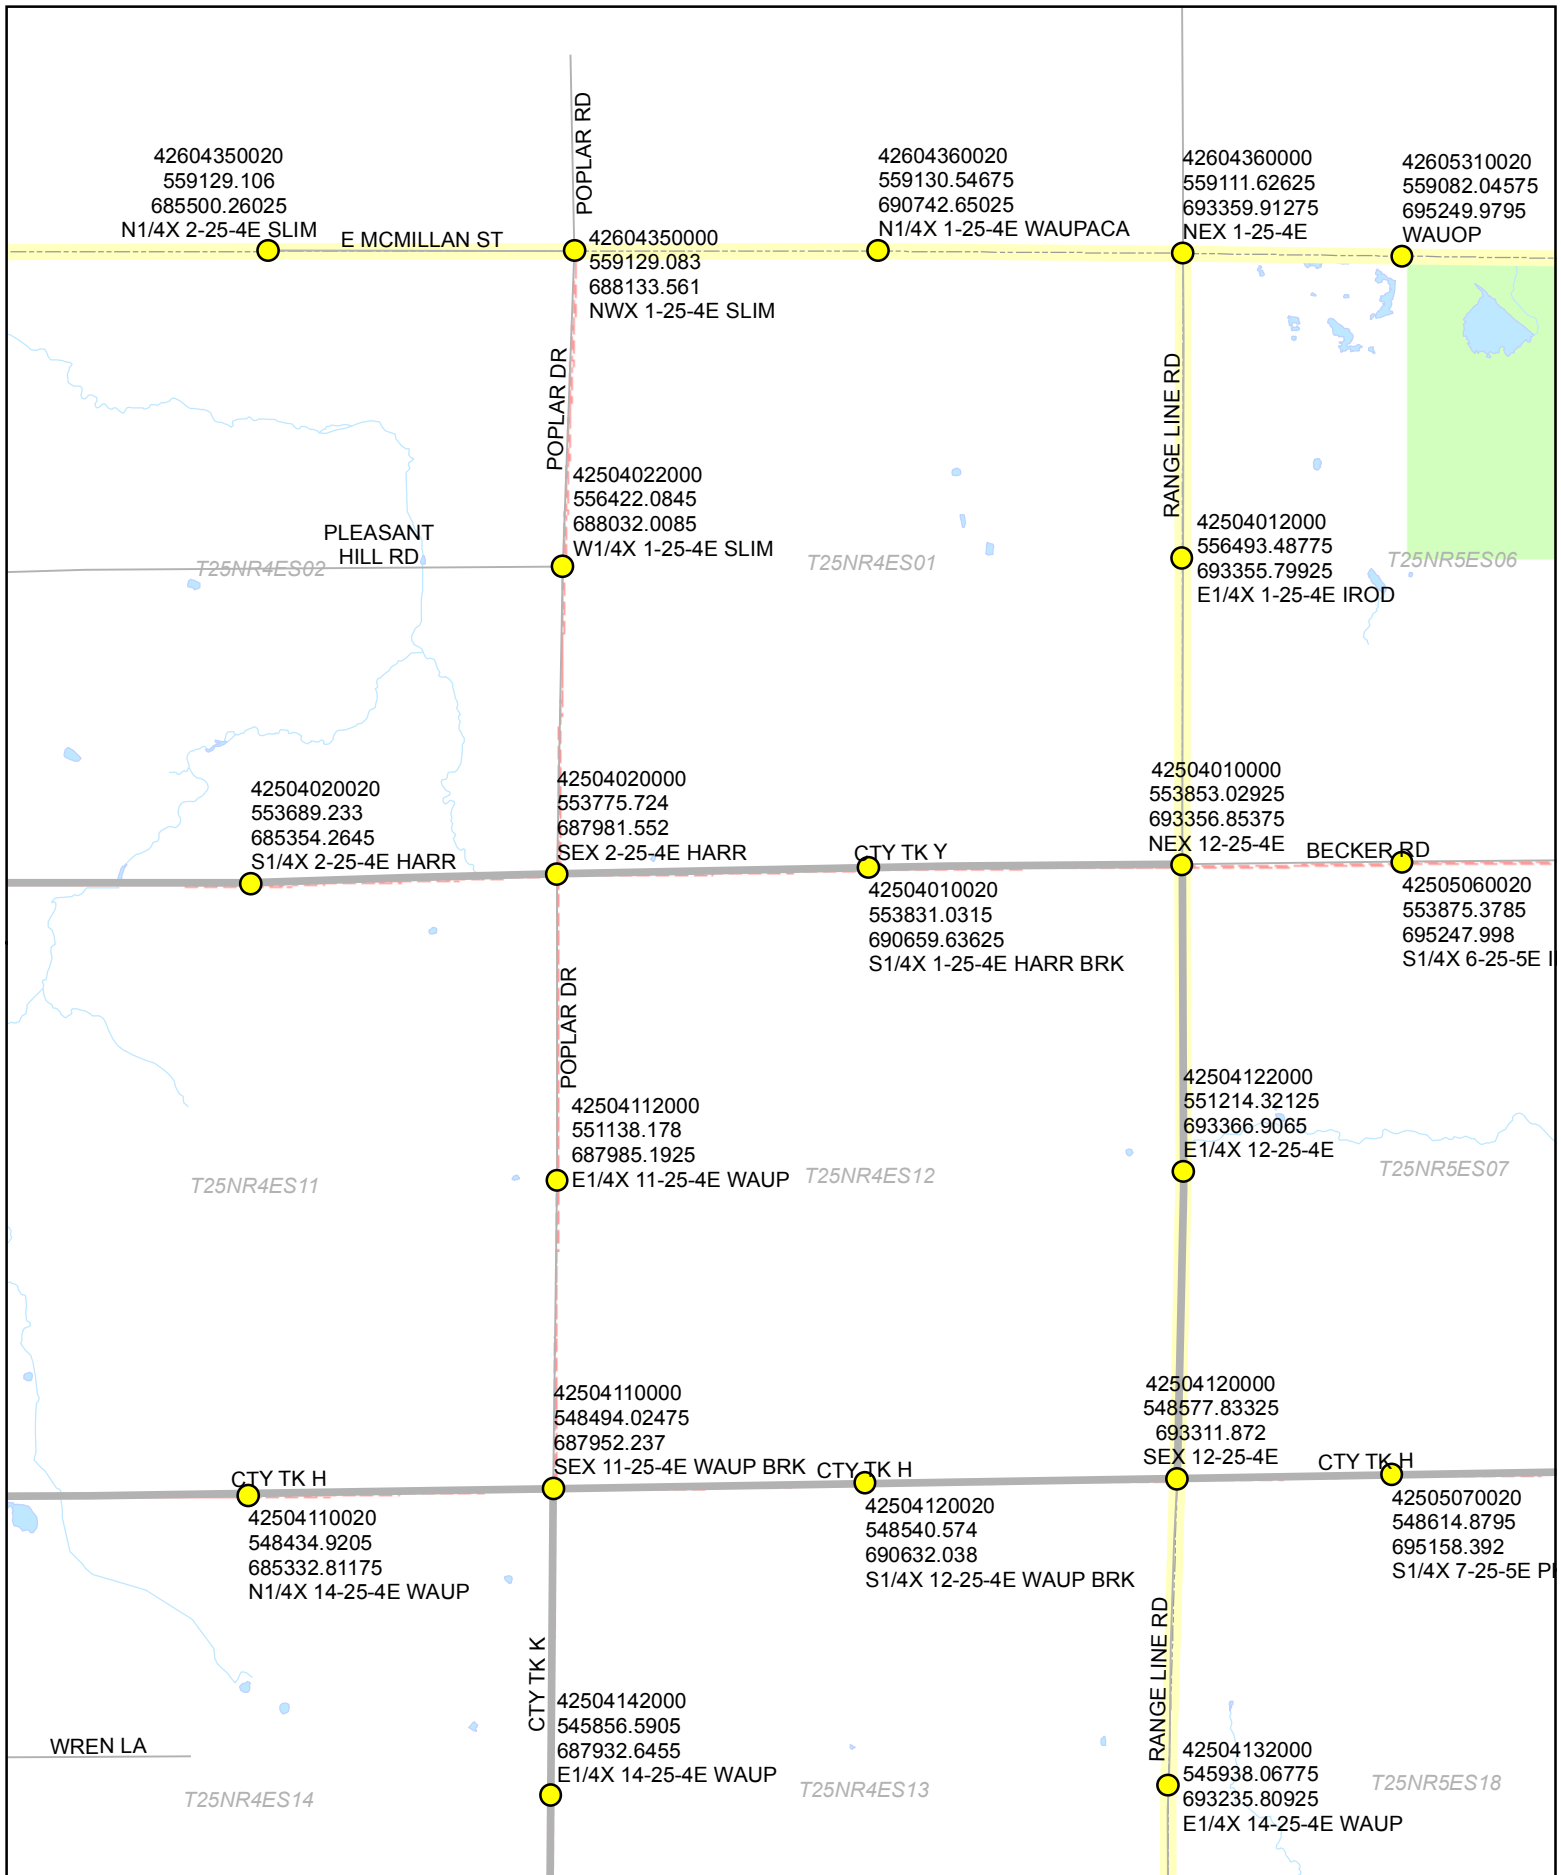 POPLAR RD
42604350020
559129.106
685500.26025
N1/4X 2-25-4E SLIM
E MCMILLAN ST
42604350000
559129.083
688133.561
NWX 1-25-4E SLIM
42604360020
559130.54675
690742.65025
N1/4X 1-25-4E WAUPACA
42604360000
559111.62625
693359.91275
NEX 1-25-4E
42605310020
559082.04575
695249.9795
WAUOP
POPLAR DR
RANGE LINE RD
42504022000
556422.0845
688032.0085
W1/4X 1-25-4E SLIM
PLEASANT
HILL RD
T25NR4ES02
T25NR4ES01
42504012000
556493.48775
693355.79925
E1/4X 1-25-4E IROD
T25NR5ES06
42504020020
553689.233
685354.2645
S1/4X 2-25-4E HARR
42504020000
553775.724
687981.552
SEX 2-25-4E HARR
CTY TK Y
42504010020
553831.0315
690659.63625
S1/4X 1-25-4E HARR BRK
42504010000
553853.02925
693356.85375
NEX 12-25-4E
BECKER RD
42505060020
553875.3785
695247.998
S1/4X 6-25-5E
POPLAR DR
42504112000
551138.178
687985.1925
E1/4X 11-25-4E WAUP
42504122000
551214.32125
693366.9065
E1/4X 12-25-4E
T25NR4ES11
T25NR4ES12
T25NR5ES07
42504110000
548494.02475
687952.237
SEX 11-25-4E WAUP BRK
42504120000
548577.83325
693311.872
SEX 12-25-4E
CTY TK H
CTY TK H
CTY TK H
42504110020
548434.9205
685332.81175
N1/4X 14-25-4E WAUP
42504120020
548540.574
690632.038
S1/4X 12-25-4E WAUP BRK
42505070020
548614.8795
695158.392
S1/4X 7-25-5E
CTY TK K
RANGE LINE RD
42504142000
545856.5905
687932.6455
E1/4X 14-25-4E WAUP
WREN LA
42504132000
545938.06775
693235.80925
E1/4X 14-25-4E WAUP
T25NR4ES14
T25NR4ES13
T25NR5ES18